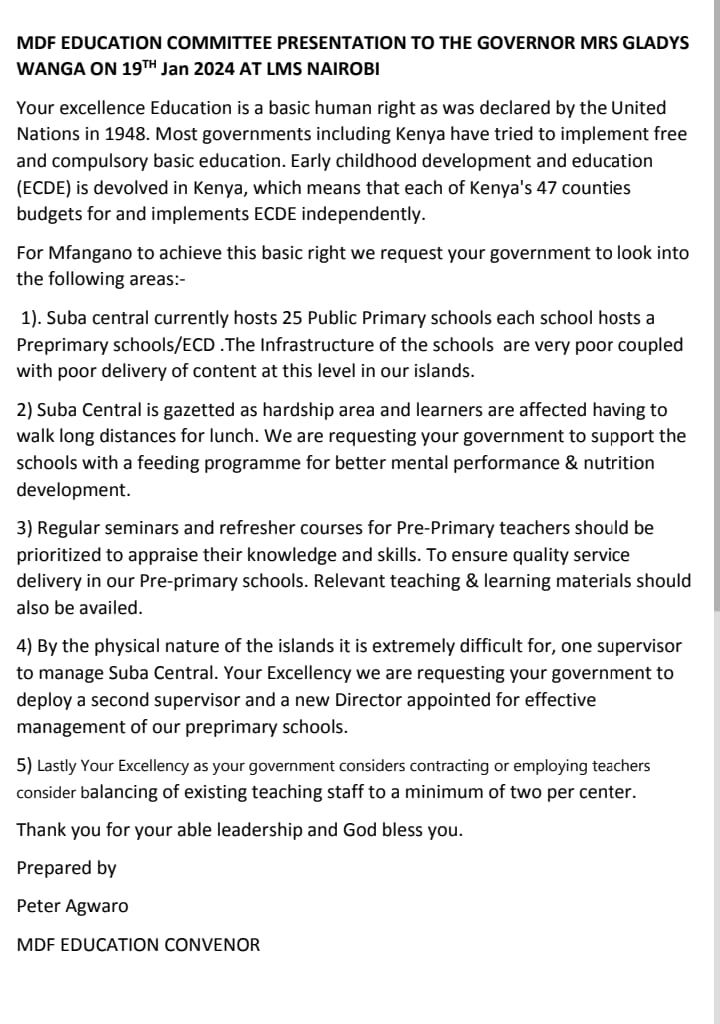 MDF EDUCATION COMMITTEE PRESENTATION TO THE GOVERNOR MRS GLADYS
WANGA ON 19TH Jan 2024 AT LMS NAIROBI
Your excellence Education is a basic human right as was declared by the United
Nations in 1948. Most governments including Kenya have tried to implement free
and compulsory basic education. Early childhood development and education
(ECDE) is devolved in Kenya, which means that each of Kenya's 47 counties
budgets for and implements ECDE independently.
For Mfangano to achieve this basic right we request your government to look into
the following areas:-
1). Suba central currently hosts 25 Public Primary schools each school hosts a
Preprimary schools/ECD .The Infrastructure of the schools are very poor coupled
with poor delivery of content at this level in our islands.
2) Suba Central is gazetted as hardship area and learners are affected having to
walk long distances for lunch. We are requesting your government to support the
schools with a feeding programme for better mental performance & nutrition
development.
3) Regular seminars and refresher courses for Pre-Primary teachers should be
prioritized to appraise their knowledge and skills. To ensure quality service
delivery in our Pre-primary schools. Relevant teaching & learning materials should
also be availed.
4) By the physical nature of the islands it is extremely difficult for, one supervisor
to manage Suba Central. Your Excellency we are requesting your government to
deploy a second supervisor and a new Director appointed for effective
management of our preprimary schools.
5) Lastly Your Excellency as your government considers contracting or employing teachers
consider balancing of existing teaching staff to a minimum of two per center.
Thank you for your able leadership and God bless you.
Prepared by
Peter Agwaro
MDF EDUCATION CONVENOR